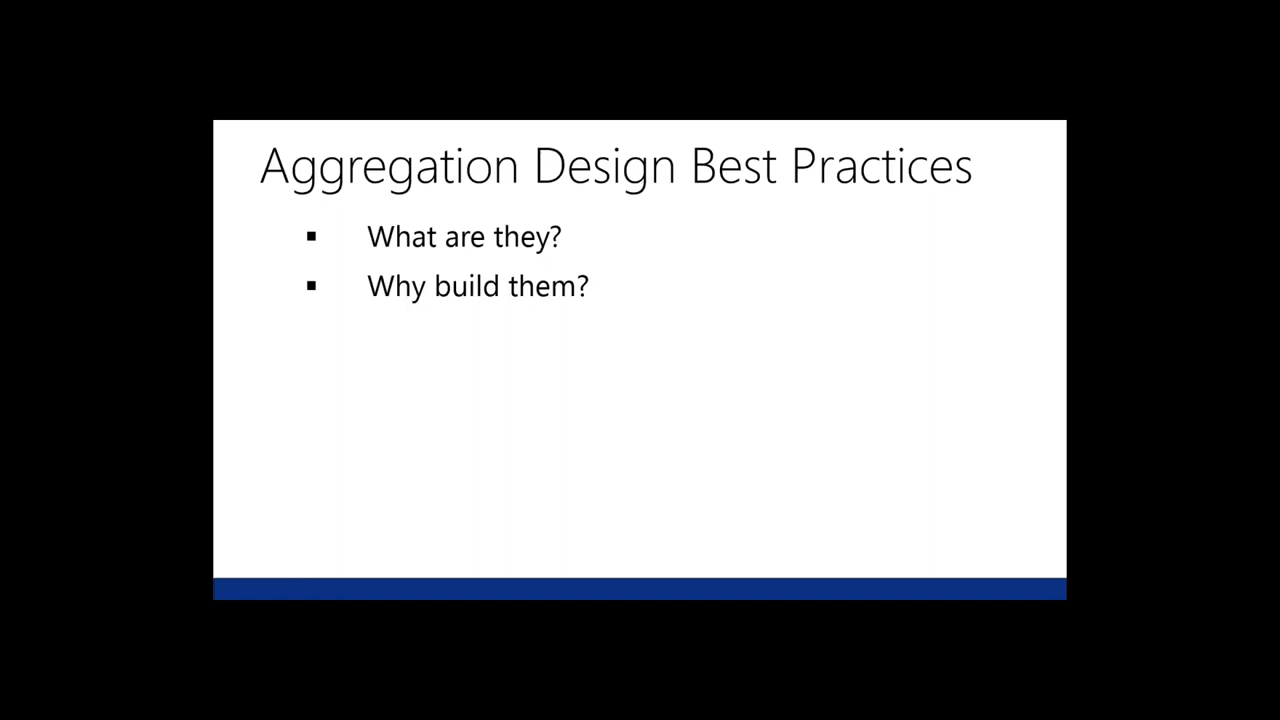 Aggregation Design Best Practices
▪ What are they?
▪ Why build them?